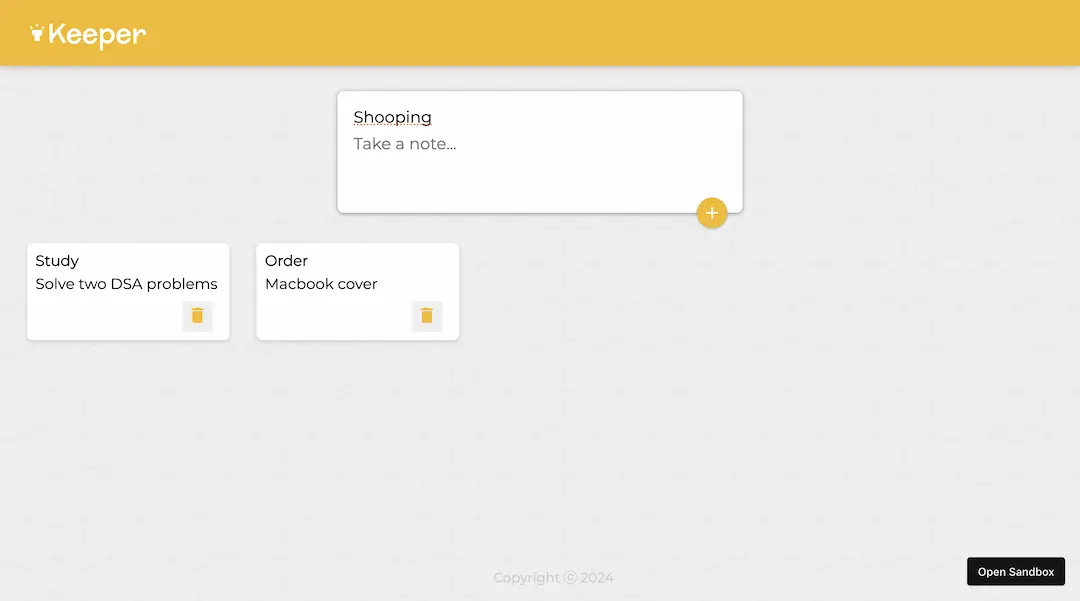 Keeper
Shooping
Take a note...
Study
Solve two DSA problems
Order
Macbook cover
Copyright ⓒ 2024
Open Sandbox